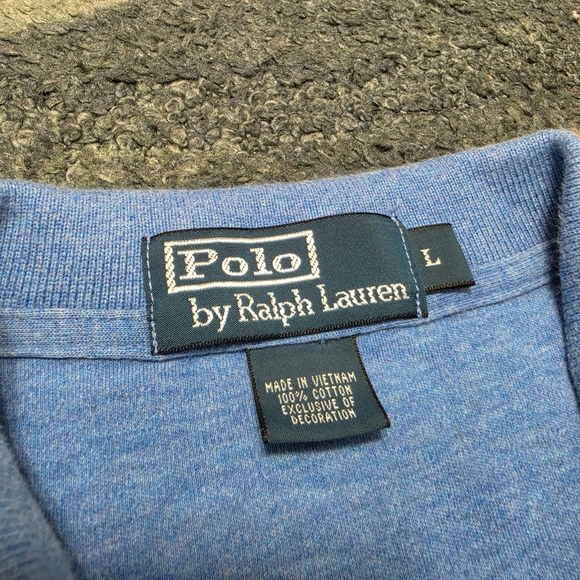 Polo
by Ralph Lauren
L
MADE IN VIETNAM
100% COTTON
EXCLUSIVE OF
DECORATION